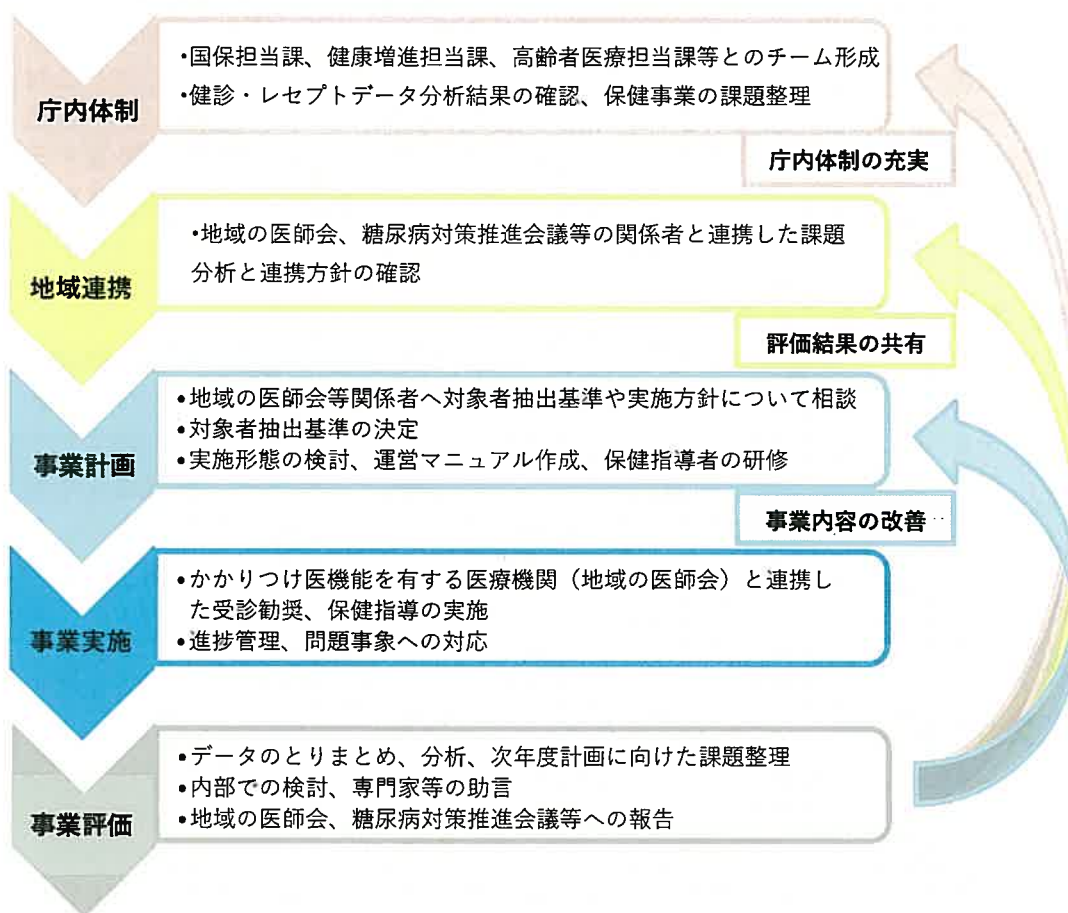 庁内体制
•国保担当課、健康増進担当課、高齢者医療担当課等とのチーム形成
•健診・レセプトデータ分析結果の確認、保健事業の課題整理
庁内体制の充実
地域連携
•地域の医師会、糖尿病対策推進会議等の関係者と連携した課題
分析と連携方針の確認
評価結果の共有
事業計画
•地域の医師会等関係者へ対象者抽出基準や実施方針について相談
•対象者抽出基準の決定
•実施形態の検討、運営マニュアル作成、保健指導者の研修
事業内容の改善
事業実施
•かかりつけ医機能を有する医療機関（地域の医師会）と連携し
た受診勧奨、保健指導の実施
•進捗管理、問題事象への対応
事業評価
•データのとりまとめ、分析、次年度計画に向けた課題整理
•内部での検討、専門家等の助言
•地域の医師会、糖尿病対策推進会議等への報告